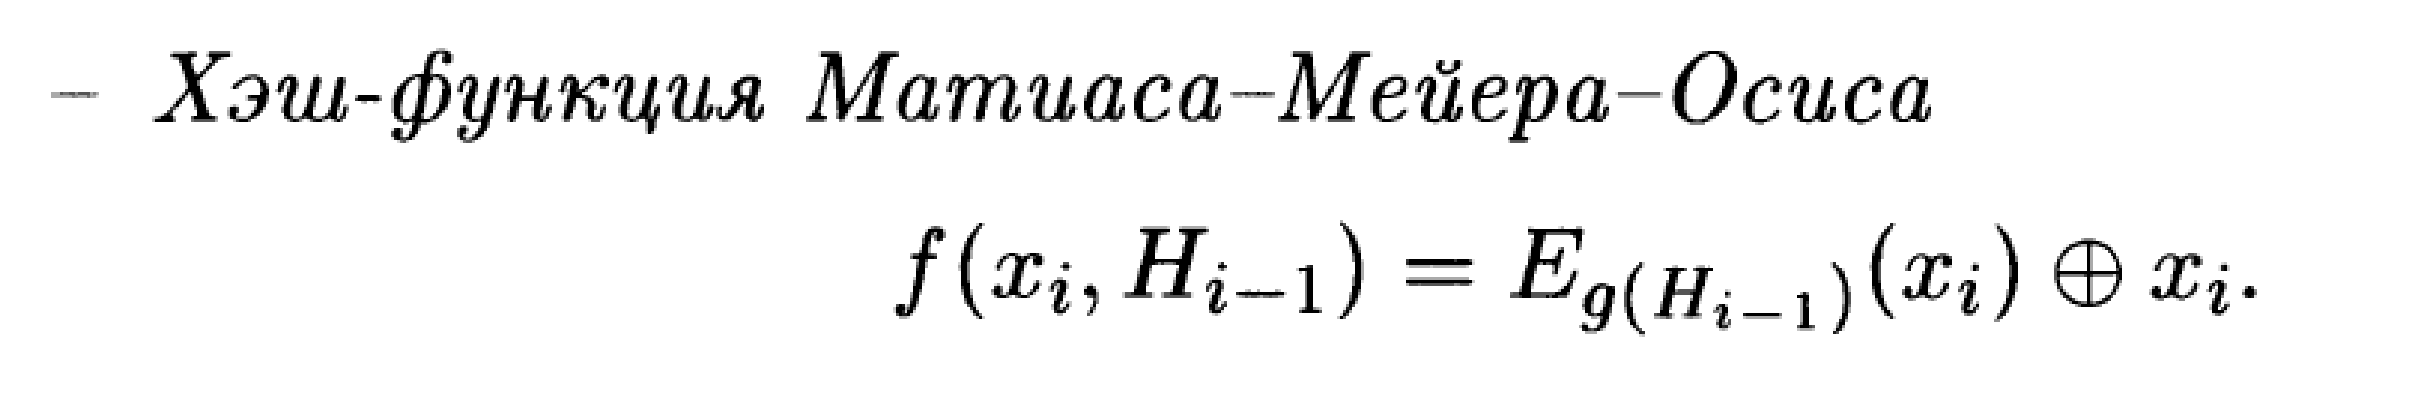 – Хэш-функция Матиаса–Мейера–Осиса
f(x_i, H_{i−1}) = E_{g(H_{i−1})}(x_i) ⊕ x_i.